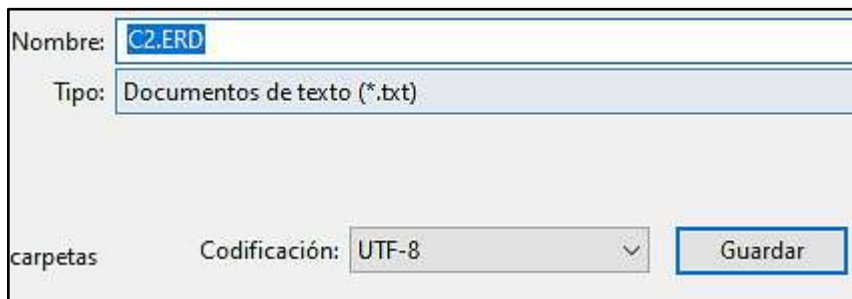 Nombre: C2.ERD
Tipo: Documentos de texto (*.txt)
carpetas Codificación: UTF-8 Guardar